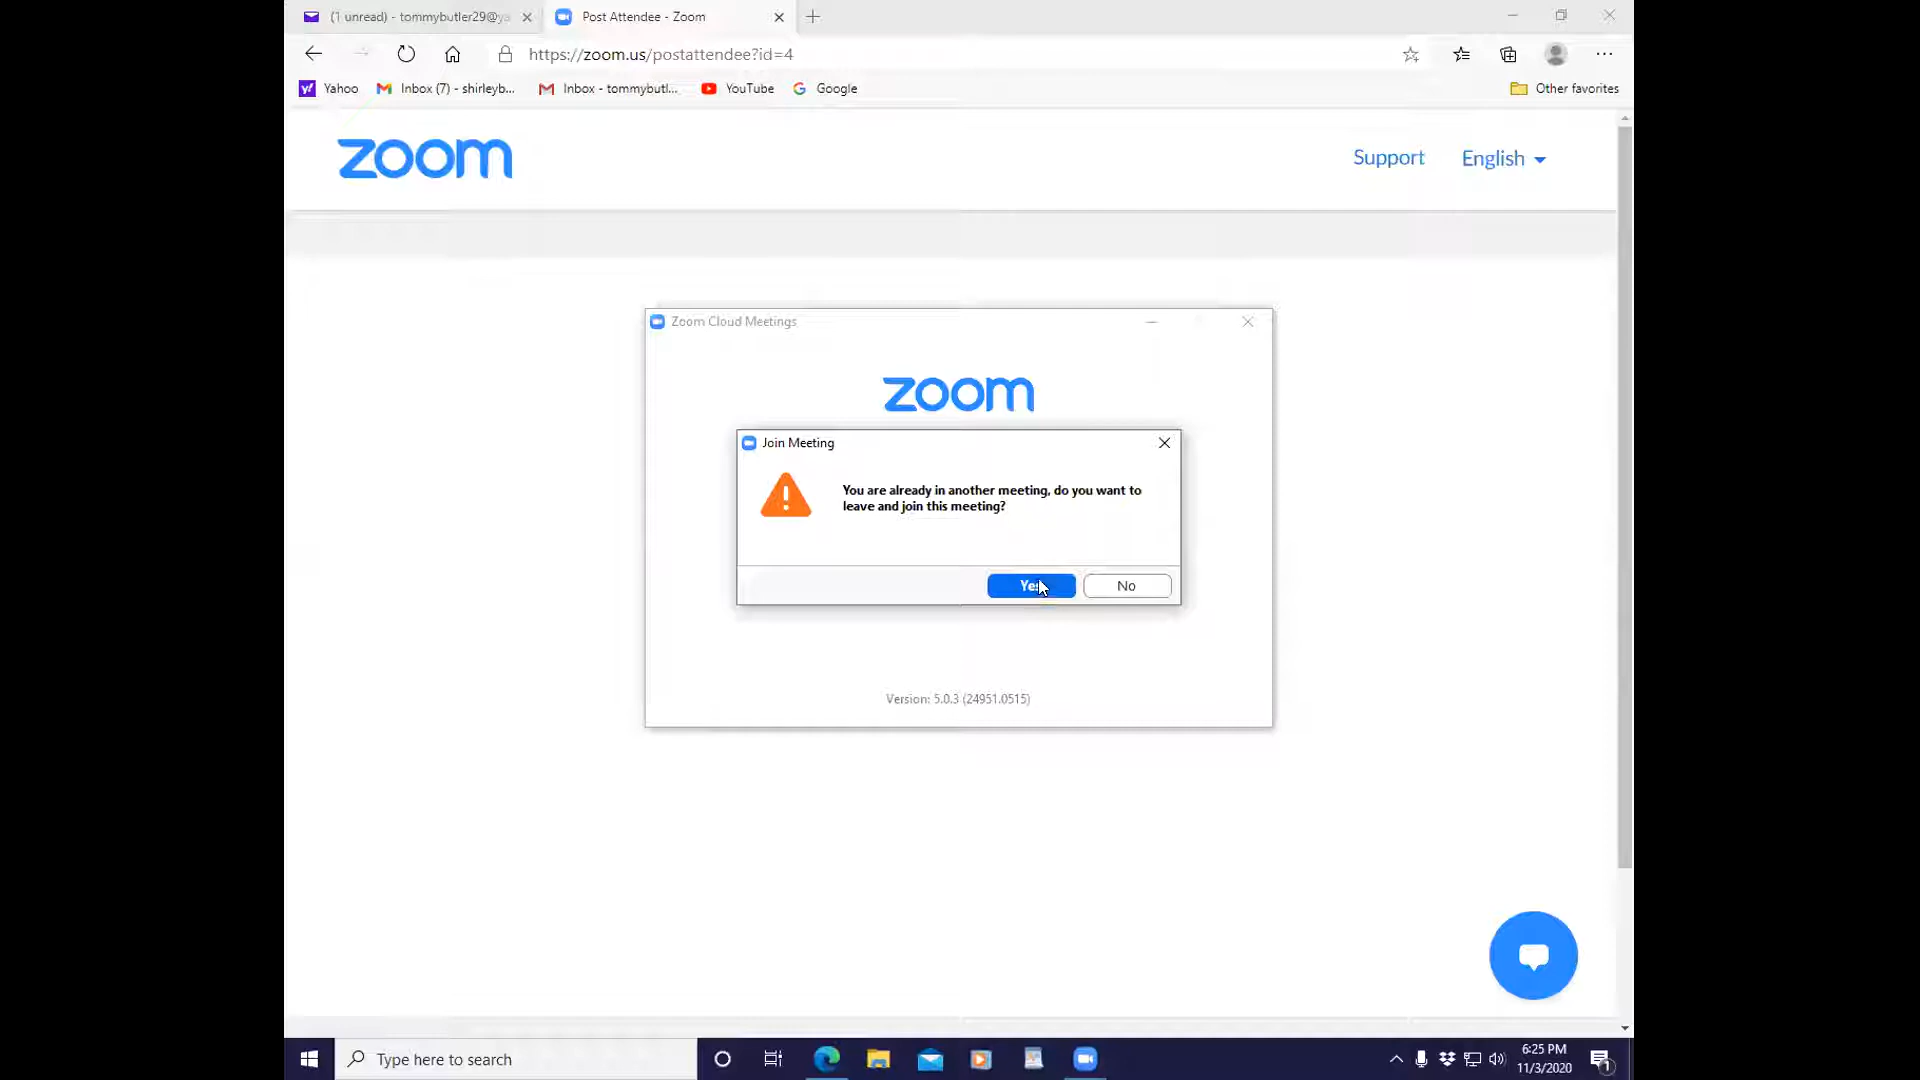 (1 unread) - tommybutler29@ya
Post Attendee - Zoom
https://zoom.us/postattendee?id=4
Yahoo
Inbox (7) - shirleyb...
Inbox - tommybutl...
YouTube
Google
Other favorites
zoom
Support
English
Zoom Cloud Meetings
zoom
Join Meeting
You are already in another meeting, do you want to
leave and join this meeting?
Yes
No
Version: 5.0.3 (24951.0515)
Type here to search
6:25 PM
11/3/2020
1